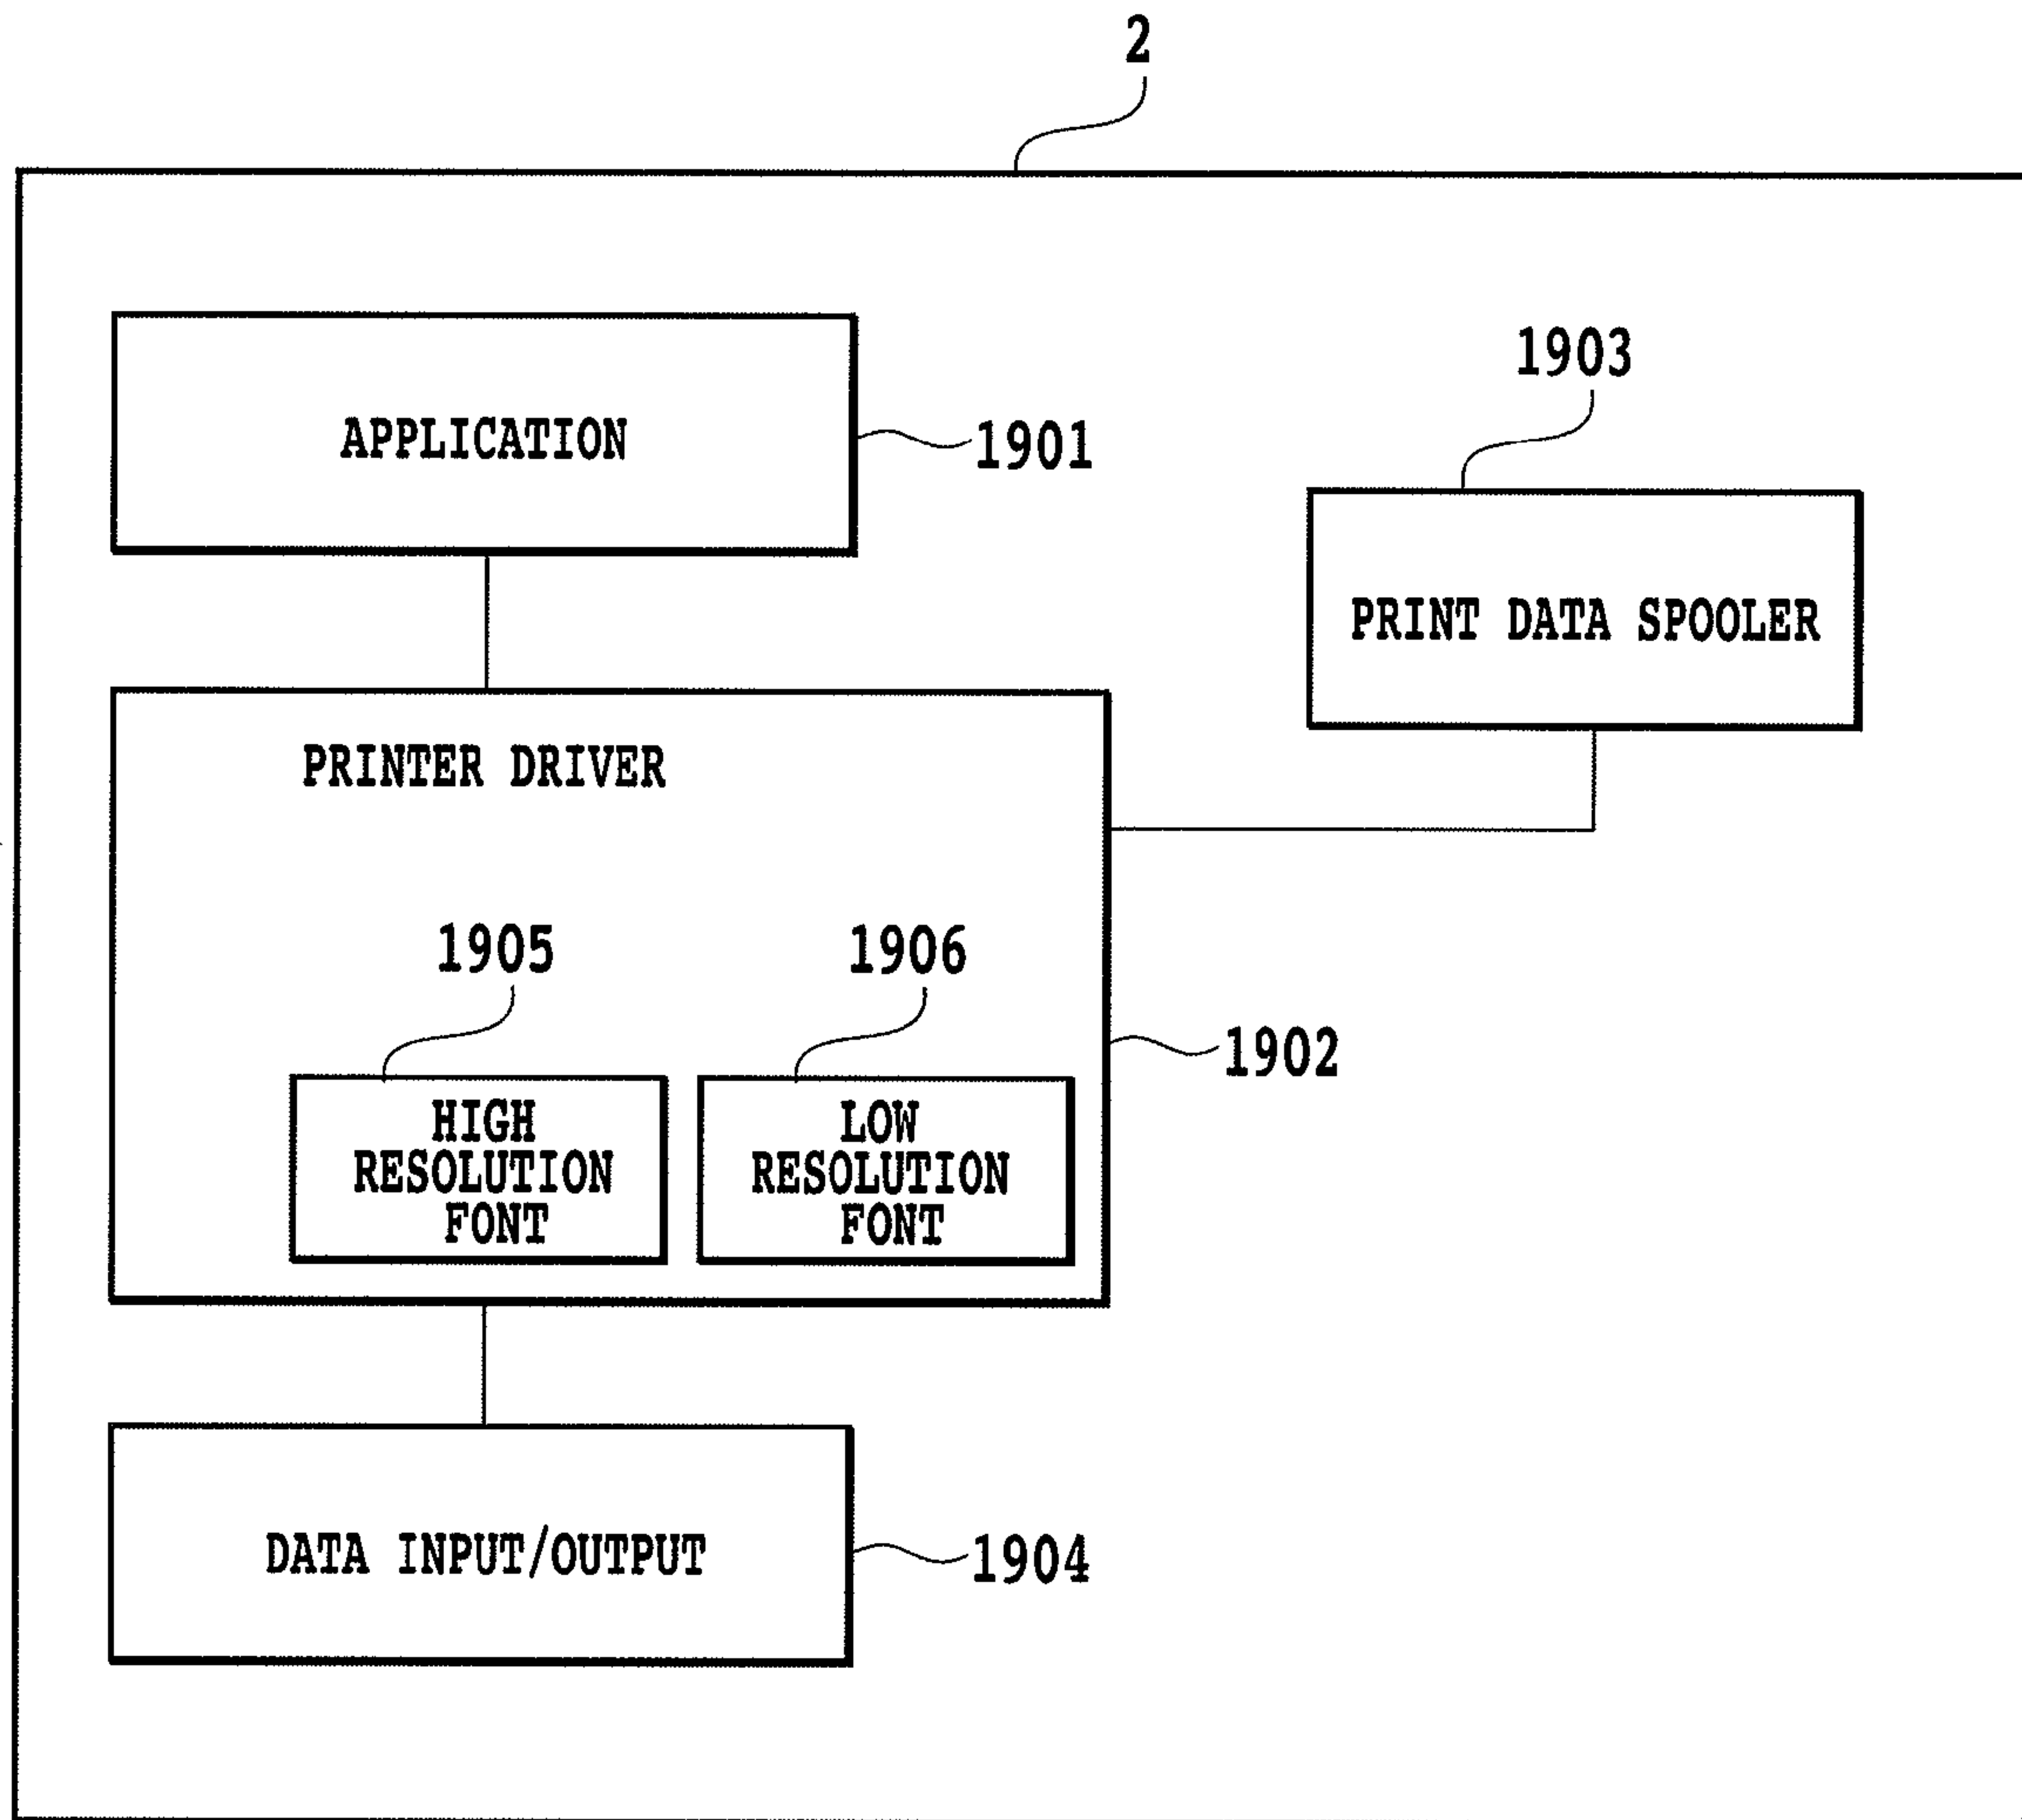 2
APPLICATION
1901
1903
PRINT DATA SPOOLER
PRINTER DRIVER
1905
1906
1902
HIGH
RESOLUTION
FONT
LOW
RESOLUTION
FONT
DATA INPUT/OUTPUT
1904